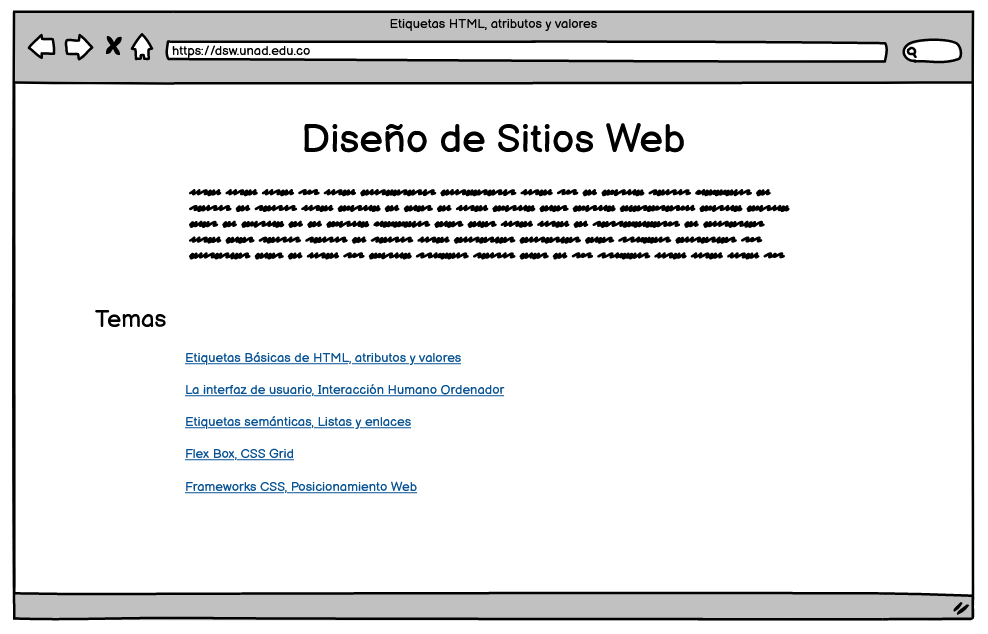 Etiquetas HTML, atributos y valores
https://dsw.unad.edu.co
Diseño de Sitios Web
Temas
Etiquetas Básicas de HTML, atributos y valores
La interfaz de usuario, Interacción Humano Ordenador
Etiquetas semánticas, Listas y enlaces
Flex Box, CSS Grid
Frameworks CSS, Posicionamiento Web